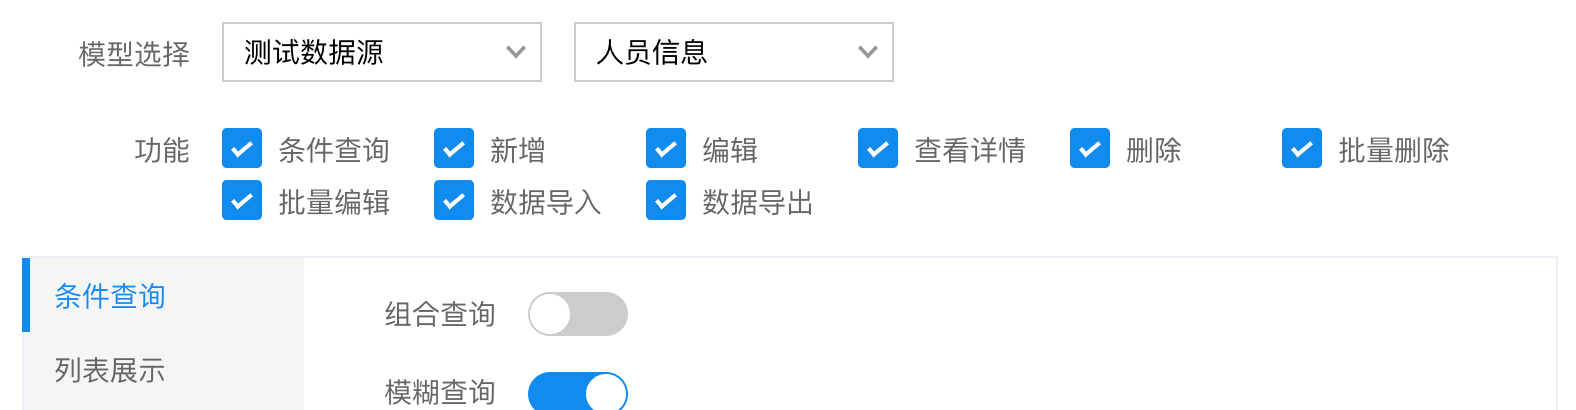 模型选择 测试数据源 人员信息
功能 条件查询 新增 编辑 查看详情 删除 批量删除
批量编辑 数据导入 数据导出
条件查询 组合查询
列表展示 模糊查询